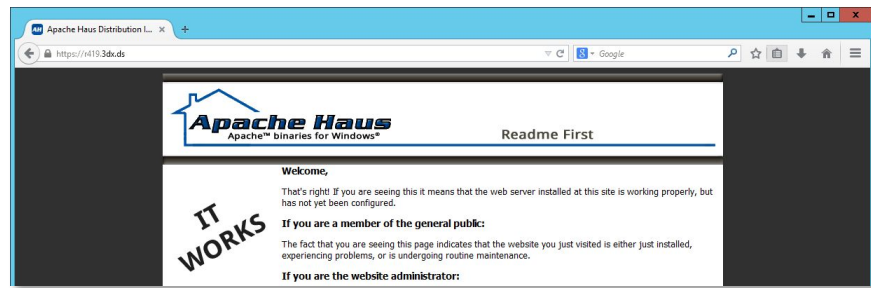 Apache Haus Distribution I...
https://r419.3dx.ds
Google
Apache Haus
Apache™ binaries for Windows®
Readme First
Welcome,
That's right! If you are seeing this it means that the web server installed at this site is working properly, but
has not yet been configured.
IT
WORKS
If you are a member of the general public:
The fact that you are seeing this page indicates that the website you just visited is either just installed,
experiencing problems, or is undergoing routine maintenance.
If you are the website administrator: